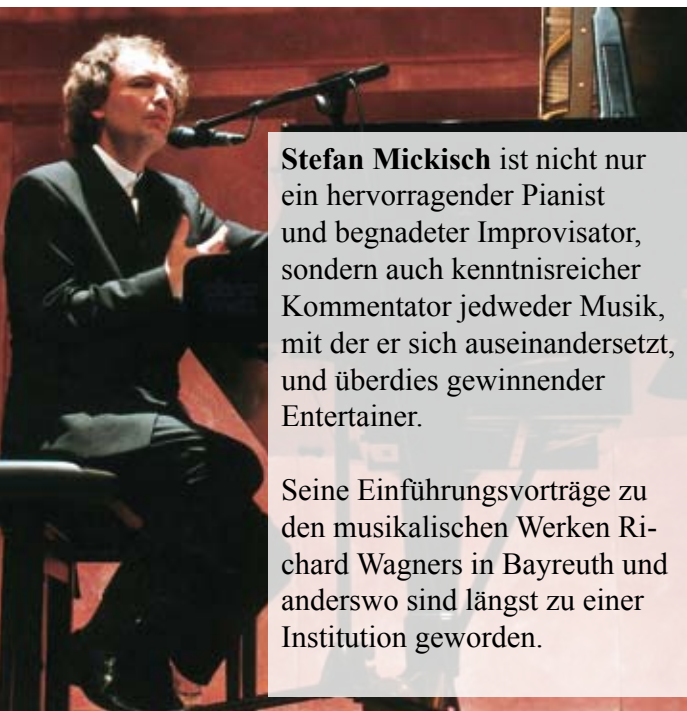 Stefan Mickisch ist nicht nur
ein hervorragender Pianist
und begnadeter Improvisator,
sondern auch kenntnisreicher
Kommentator jedweder Musik,
mit der er sich auseinandersetzt,
und überdies gewinnender
Entertainer.
Seine Einführungsvorträge zu
den musikalischen Werken Ri-
chard Wagners in Bayreuth und
anderswo sind längst zu einer
Institution geworden.